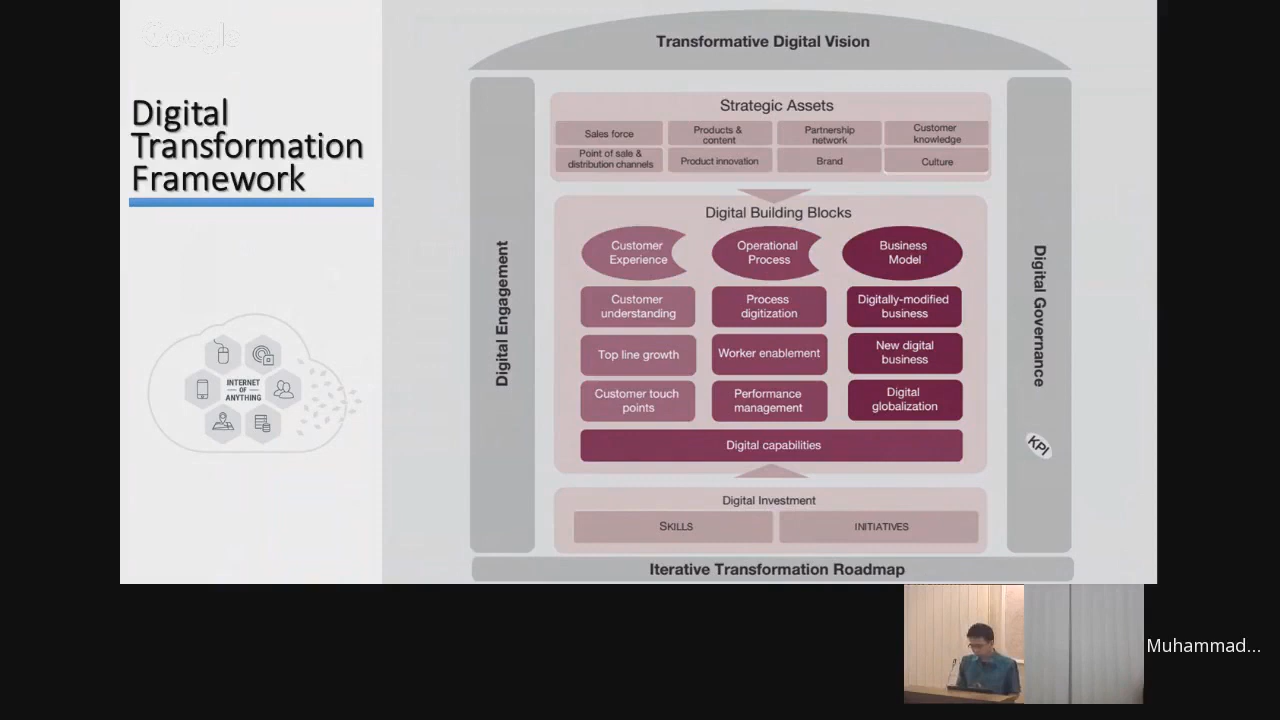 Google
Digital
Transformation
Framework
INTERNET
OF
ANYTHING
Transformative Digital Vision
Digital Engagement
Strategic Assets
Sales force
Products &
content
Partnership
network
Customer
knowledge
Point of sale &
distribution channels
Product innovation
Brand
Culture
Digital Building Blocks
Customer
Experience
Operational
Process
Business
Model
Customer
understanding
Process
digitization
Digitally-modified
business
Top line growth
Worker enablement
New digital
business
Customer touch
points
Performance
management
Digital
globalization
Digital capabilities
Digital Investment
SKILLS
INITIATIVES
Digital Governance
KPI
Iterative Transformation Roadmap
Muhammad...